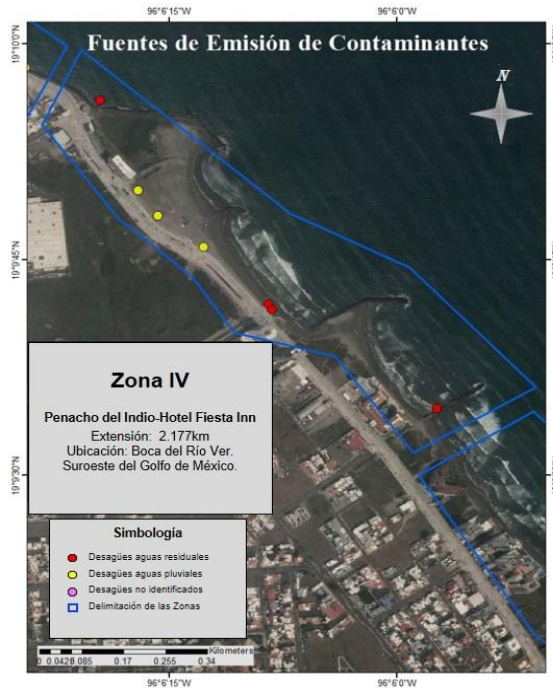 96°6'15"W
96°6'0"W
Fuentes de Emisión de Contaminantes
N
19°10'0"N
19°9'45"N
19°9'45"N
19°9'30"N
Zona IV
Penacho del Indio-Hotel Fiesta Inn
Extensión: 2.177km
Ubicación: Boca del Río Ver.
Suroeste del Golfo de México.
Simbología
Desagües aguas residuales
Desagües aguas pluviales
Desagües no identificados
Delimitación de las Zonas
Kilometers
0 0.0425 0.085 0.17 0.255 0.34
96°6'15"W
96°6'0"W